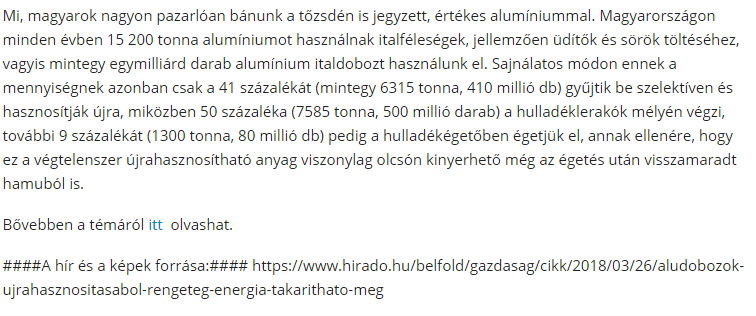 Mi, magyarok nagyon pazarlóan bánunk a tőzsdén is jegyzett, értékes alumíniummal. Magyarországon
minden évben 15 200 tonna alumíniumot használnak italféleségek, jellemzően üdítők és sörök töltéséhez,
vagyis mintegy egymilliárd darab alumínium italdobozt használunk el. Sajnálatos módon ennek a
mennyiségnek azonban csak a 41 százalékát (mintegy 6315 tonna, 410 millió db) gyűjtik be szelektíven és
hasznosítják újra, miközben 50 százaléka (7585 tonna, 500 millió darab) a hulladéklerakók mélyén végzi,
további 9 százalékát (1300 tonna, 80 millió db) pedig a hulladékégetőben égetjük el, annak ellenére, hogy
ez a végtelenszer újrahasznosítható anyag viszonylag olcsón kinyerhető még az égetés után visszamaradt
hamuból is.
Bővebben a témáról itt olvashat.
####A hír és a képek forrása:#### https://www.hirado.hu/belfold/gazdasag/cikk/2018/03/26/aludobozok-
ujrahasznositasabol-rengeteg-energia-takarithato-meg